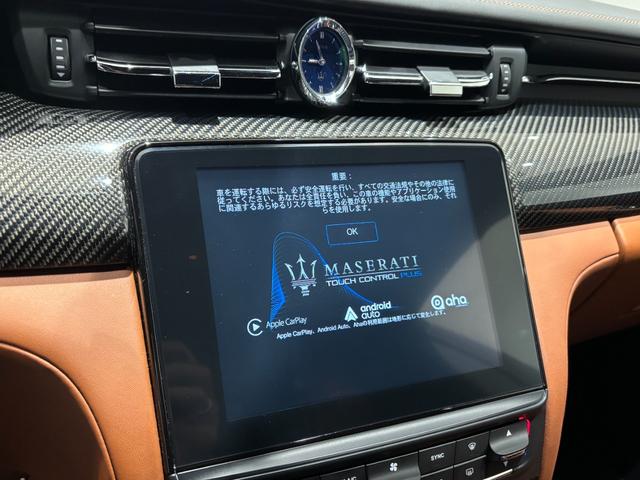 重要：
車を運転する際には、必ず安全運転を行い、すべての交通法規やその他の法律に
従ってください。あなたは全責任を負い、この車の機能やアプリケーション使用
に関連するあらゆるリスクを想定する必要があります。安全な場合にのみ、それ
らを使用します。
OK
MASERATI
TOUCH CONTROL PLUS
Apple CarPlay
android
auto
aha
Apple CarPlay、Android Auto、Ahaの利用範囲は地形に応じて変化します。
SYNC